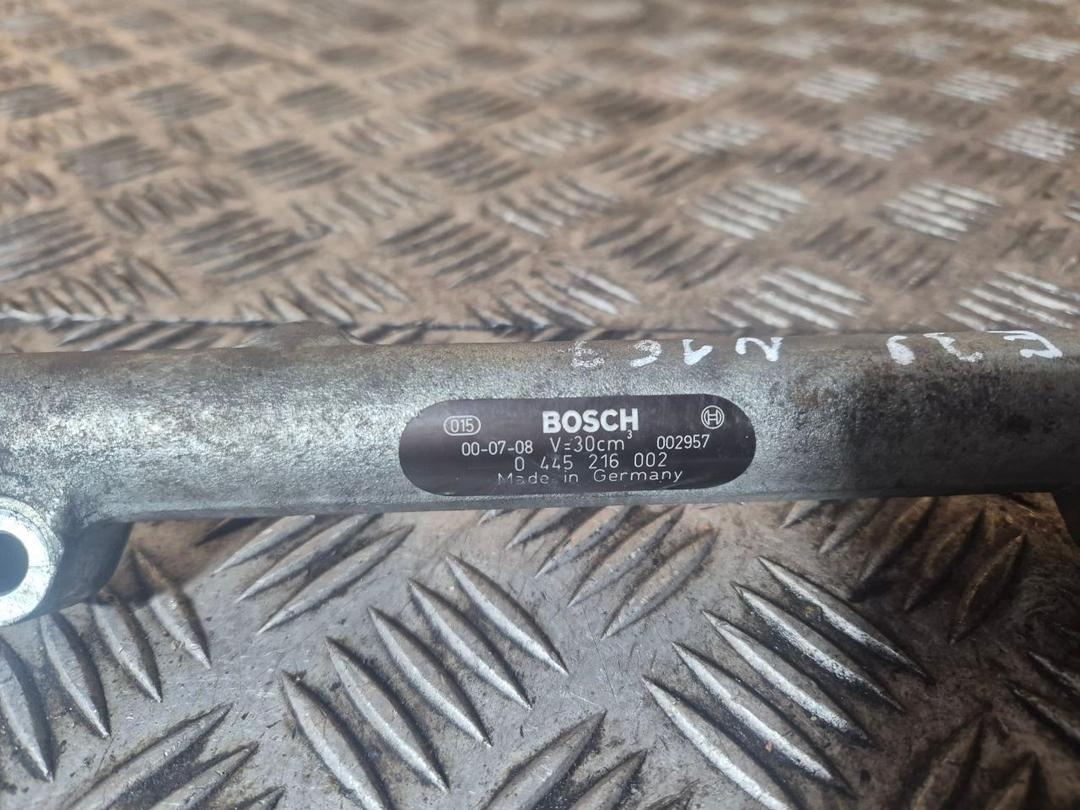 015 BOSCH
00-07-08 V=30cm³ 002957
0 445 216 002
Made in Germany